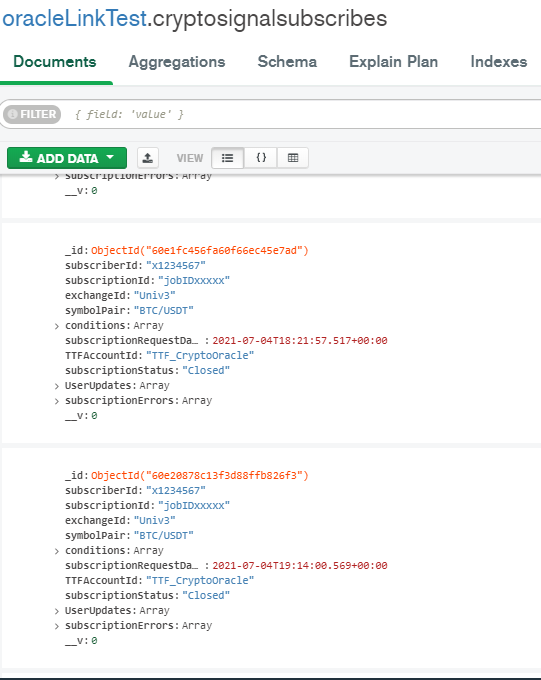 oracleLinkTest.cryptosignalsubscribes
Documents Aggregations Schema Explain Plan Indexes
FILTER { field: 'value' }
ADD DATA VIEW { }
subscriptionErrors: Array
__v: 0
_id: ObjectId("60e1fc456fa60f66ec45e7ad")
subscriberId: "x1234567"
subscriptionId: "jobIDxxxxx"
exchangeId: "Univ3"
symbolPair: "BTC/USDT"
> conditions: Array
subscriptionRequestDa… : 2021-07-04T18:21:57.517+00:00
TTFAccountId: "TTF_CryptoOracle"
subscriptionStatus: "Closed"
> UserUpdates: Array
> subscriptionErrors: Array
__v: 0
_id: ObjectId("60e20878c13f3d88ffb826f3")
subscriberId: "x1234567"
subscriptionId: "jobIDxxxxx"
exchangeId: "Univ3"
symbolPair: "BTC/USDT"
> conditions: Array
subscriptionRequestDa… : 2021-07-04T19:14:00.569+00:00
TTFAccountId: "TTF_CryptoOracle"
subscriptionStatus: "Closed"
> UserUpdates: Array
> subscriptionErrors: Array
__v: 0